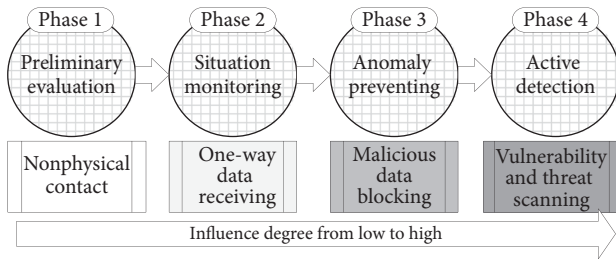 Phase 1
Phase 2
Phase 3
Phase 4
Preliminary
evaluation
Situation
monitoring
Anomaly
preventing
Active
detection
Nonphysical
contact
One-way
data
receiving
Malicious
data
blocking
Vulnerability
and threat
scanning
Influence degree from low to high